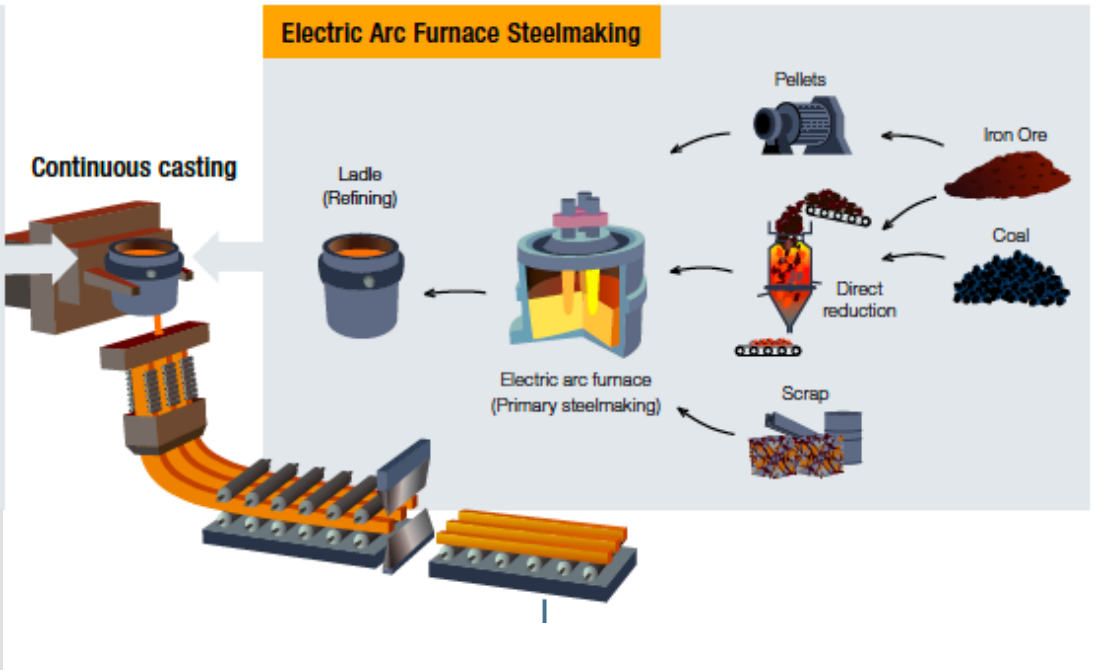 Electric Arc Furnace Steelmaking
Pellets
Iron Ore
Continuous casting
Ladle
(Refining)
Coal
Direct
reduction
Electric arc furnace
(Primary steelmaking)
Scrap